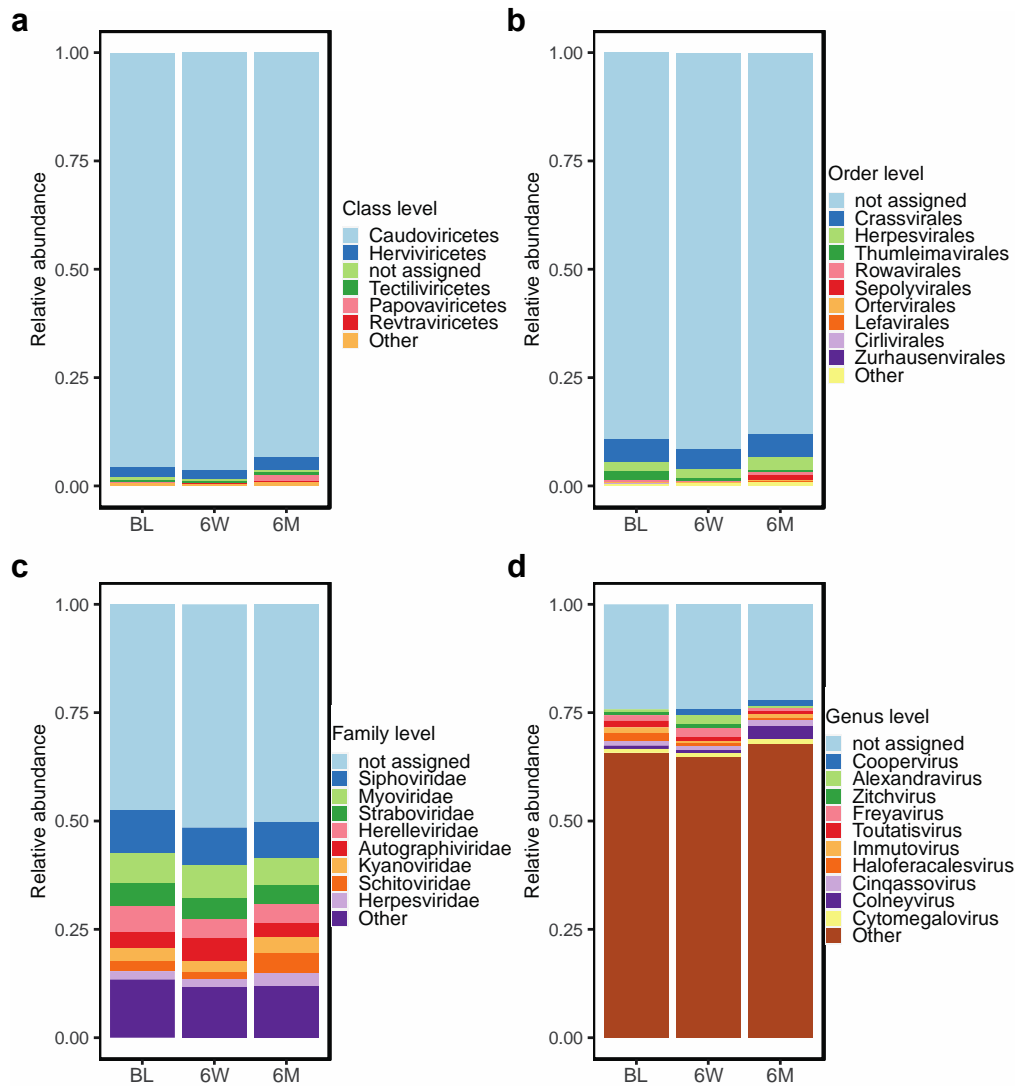 a
Relative abundance
1.00
0.75
0.50
0.25
0.00
BL 6W 6M
Class level
Caudoviricetes
Herviviricetes
not assigned
Tectiliviricetes
Papovaviricetes
Revtraviricetes
Other
b
Relative abundance
1.00
0.75
0.50
0.25
0.00
BL 6W 6M
Order level
not assigned
Crassvirales
Herpesvirales
Thumleimavirales
Rowavirales
Sepolyvirales
Ortervirales
Lefavirales
Cirlivirales
Zurhausenvirales
Other
c
Relative abundance
1.00
0.75
0.50
0.25
0.00
BL 6W 6M
Family level
not assigned
Siphoviridae
Myoviridae
Straboviridae
Herelleviridae
Autographiviridae
Kyanoviridae
Schitoviridae
Herpesviridae
Other
d
Relative abundance
1.00
0.75
0.50
0.25
0.00
BL 6W 6M
Genus level
not assigned
Coopervirus
Alexandravirus
Zitchvirus
Freyavirus
Toutatisvirus
Immutovirus
Haloferacalesvirus
Cinqassovirus
Colneyvirus
Cytomegalovirus
Other